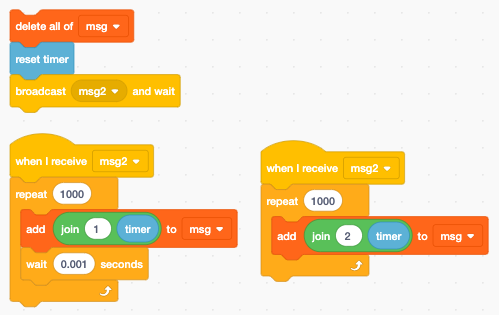 delete all of msg
reset timer
broadcast msg2 and wait
when I receive msg2
repeat 1000
add join 1 timer to msg
wait 0.001 seconds
when I receive msg2
repeat 1000
add join 2 timer to msg